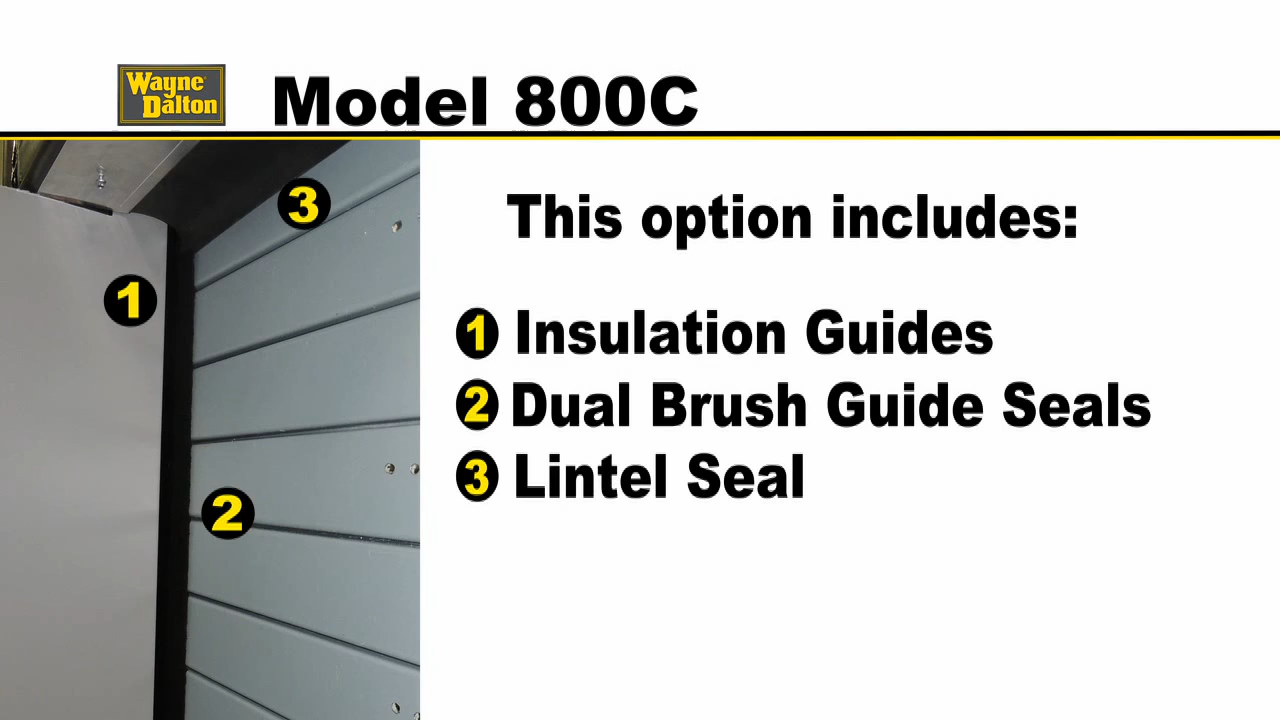 Wayne
Dalton
Model 800C
This option includes:
1 Insulation Guides
2 Dual Brush Guide Seals
3 Lintel Seal
3
1
2